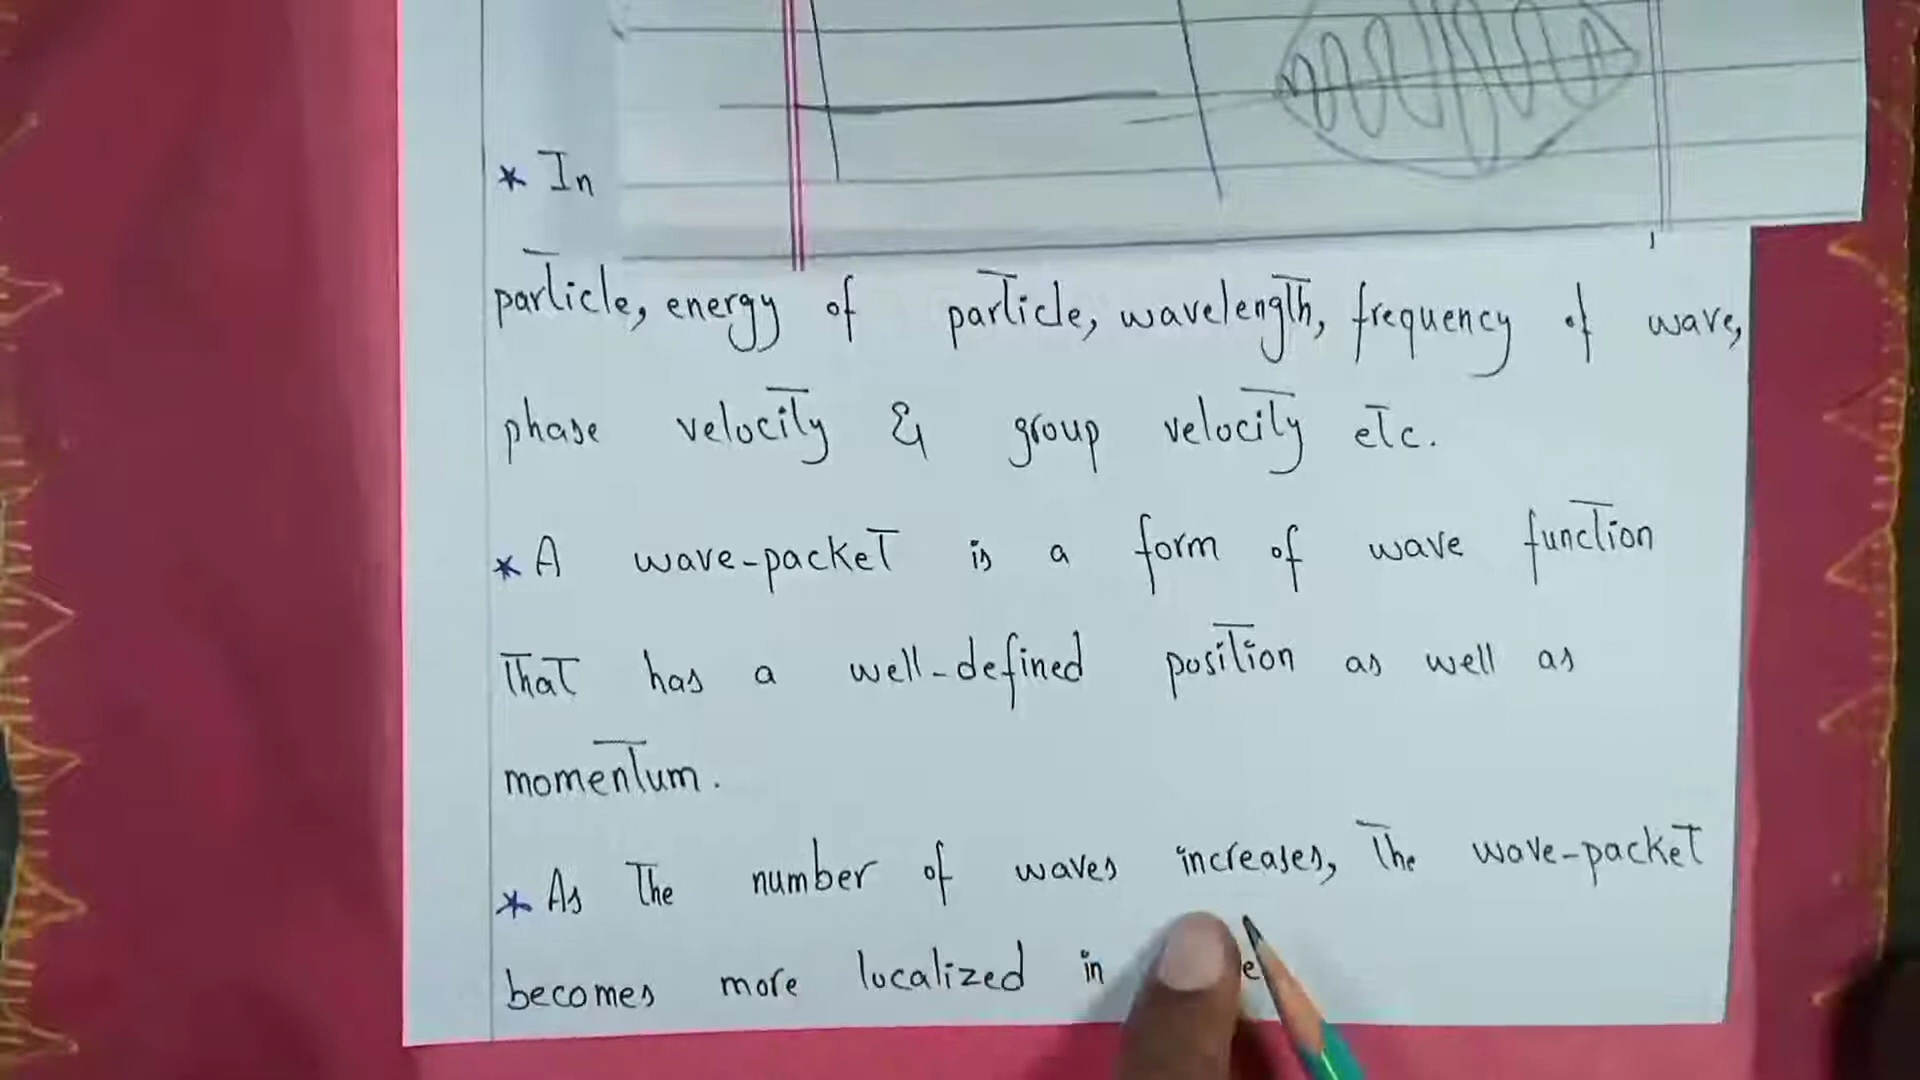 * In
particle, energy of particle, wavelength, frequency of wave,
phase velocity & group velocity etc.
* A wave-packet is a form of wave function
that has a well-defined position as well as
momentum.
* As the number of waves increases, the wave-packet
becomes more localized in